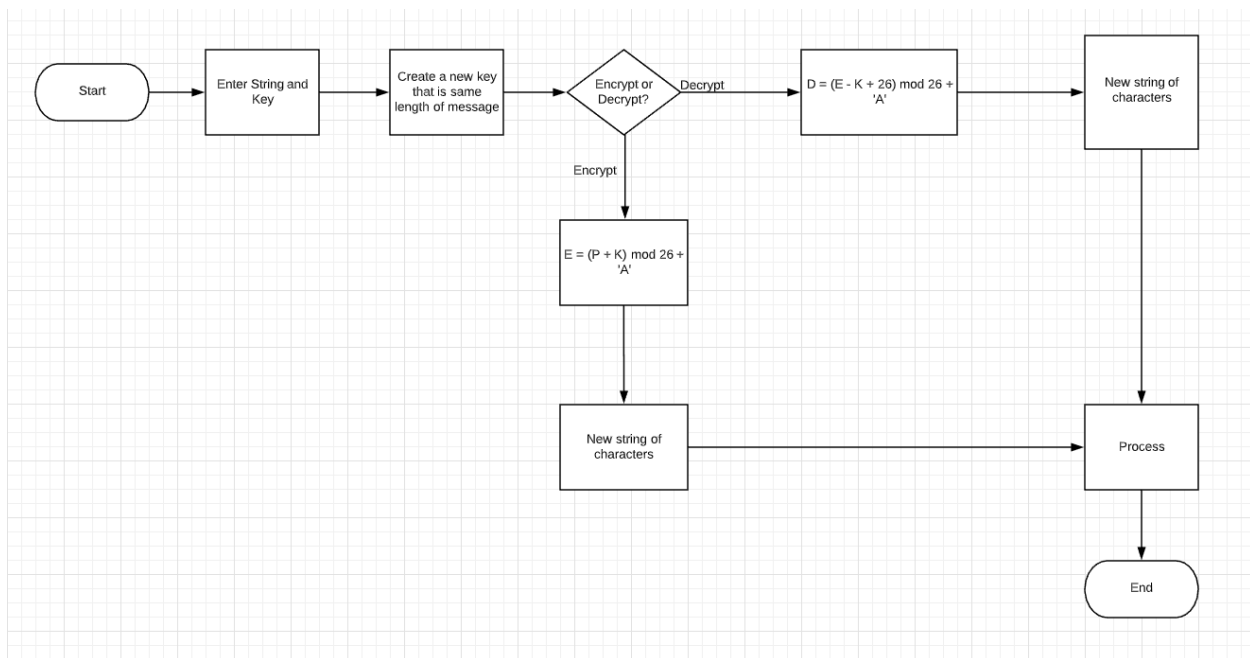 Start
Enter String and
Key
Create a new key
that is same
length of message
Encrypt or
Decrypt?
Decrypt
D = (E - K + 26) mod 26 +
'A'
New string of
characters
Encrypt
E = (P + K) mod 26 +
'A'
New string of
characters
Process
End